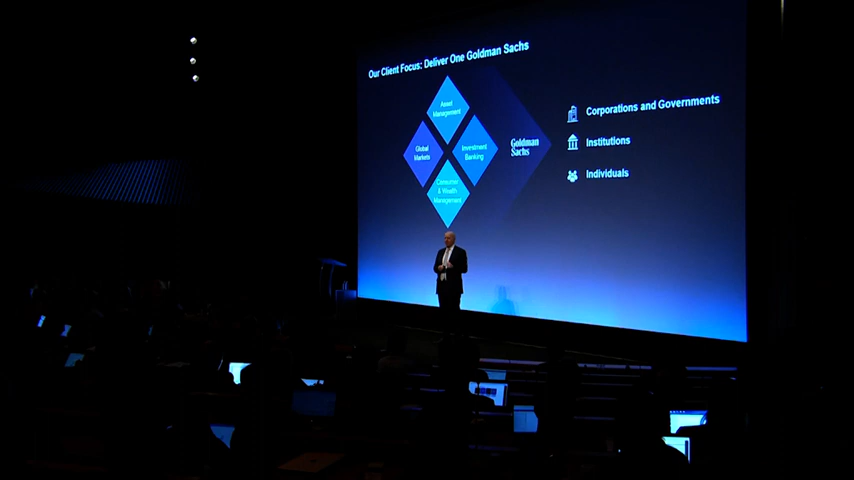 Our Client Focus: Deliver One Goldman Sachs
Asset
Management
Global
Markets
Investment
Banking
Consumer
& Wealth
Management
Goldman
Sachs
Corporations and Governments
Institutions
Individuals